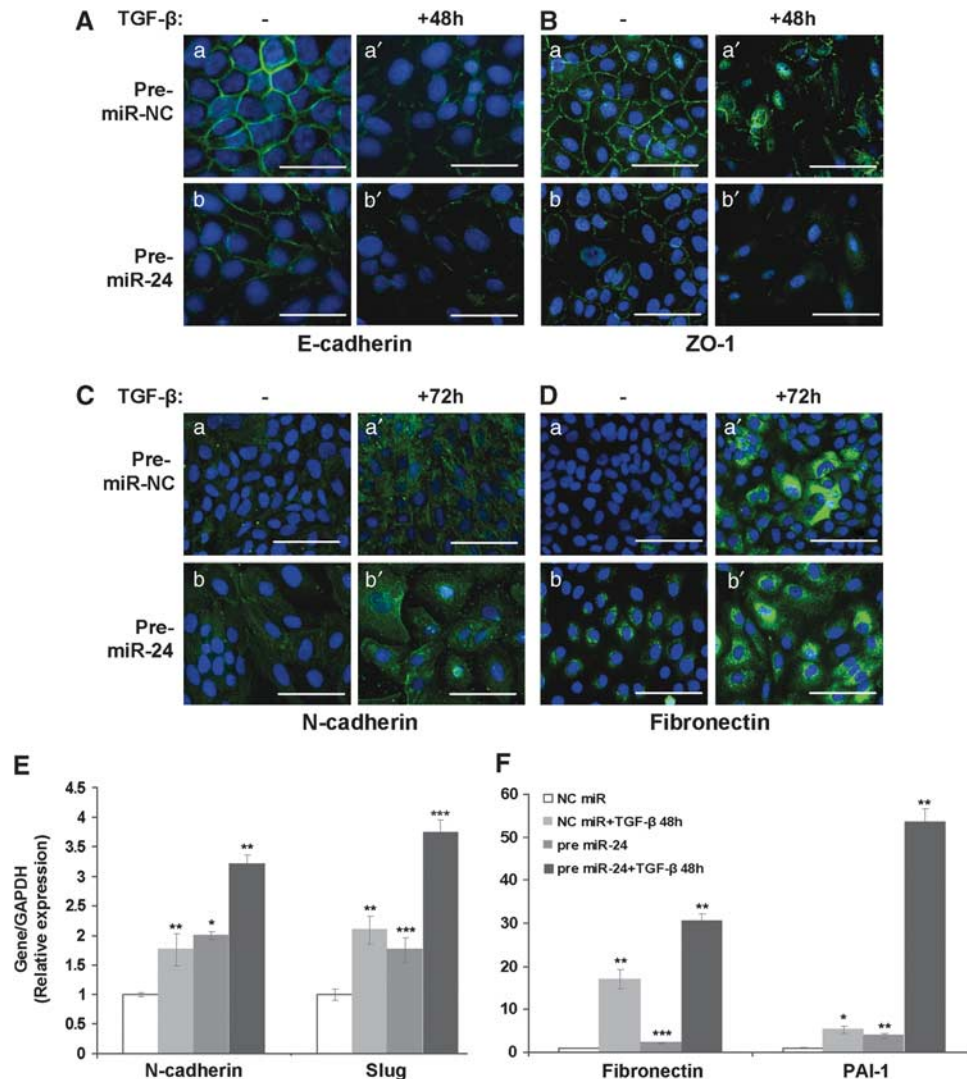 A TGF-β: - +48h B - +48h
a a′ a a′
Pre-
miR-NC
b b′ b b′
Pre-
miR-24
E-cadherin ZO-1
C TGF-β: - +72h D - +72h
a a′ a a′
Pre-
miR-NC
b b′ b b′
Pre-
miR-24
N-cadherin Fibronectin
E
Gene/GAPDH
(Relative expression)
4.5
4
3.5
3
2.5
2
1.5
1
0.5
0
** * ** ** *** ***
N-cadherin Slug
F
60
50
40
30
20
10
0
NC miR
NC miR+TGF-β 48h
pre miR-24
pre miR-24+TGF-β 48h
** *** ** * ** **
Fibronectin PAI-1